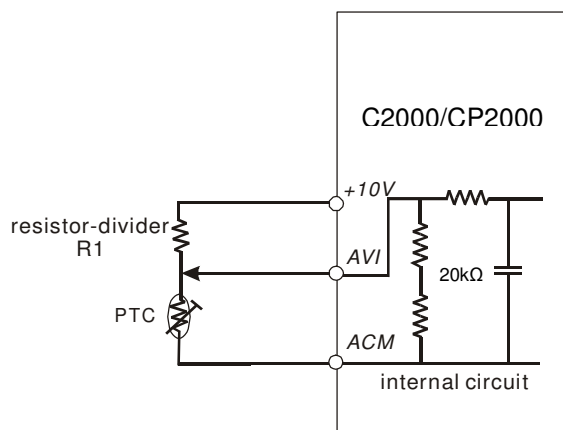 C2000/CP2000
+10V
resistor-divider
R1
AVI
20kΩ
PTC
ACM
internal circuit